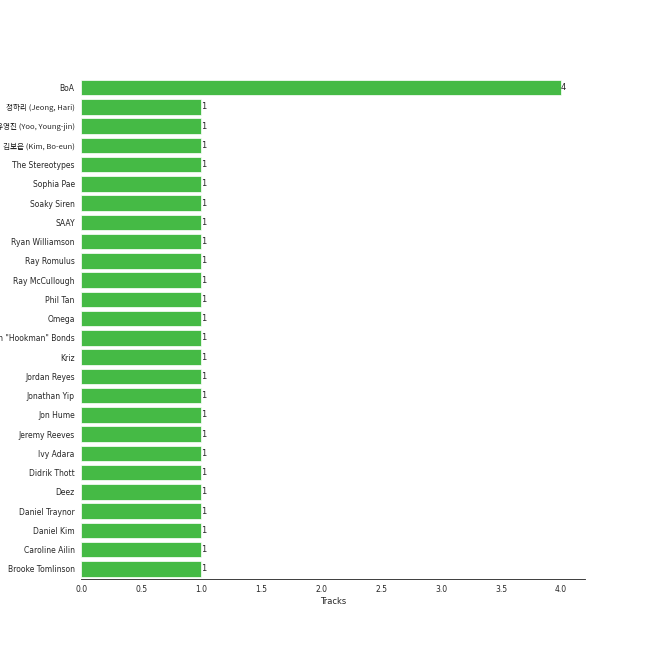 BoA 4
정하리 (Jeong, Hari) 1
유영진 (Yoo, Young-jin) 1
김보은 (Kim, Bo-eun) 1
The Stereotypes 1
Sophia Pae 1
Soaky Siren 1
SAAY 1
Ryan Williamson 1
Ray Romulus 1
Ray McCullough 1
Phil Tan 1
Omega 1
"Hookman" Bonds 1
Kriz 1
Jordan Reyes 1
Jonathan Yip 1
Jon Hume 1
Jeremy Reeves 1
Ivy Adara 1
Didrik Thott 1
Deez 1
Daniel Traynor 1
Daniel Kim 1
Caroline Ailin 1
Brooke Tomlinson 1
0.0 0.5 1.0 1.5 2.0 2.5 3.0 3.5 4.0
Tracks